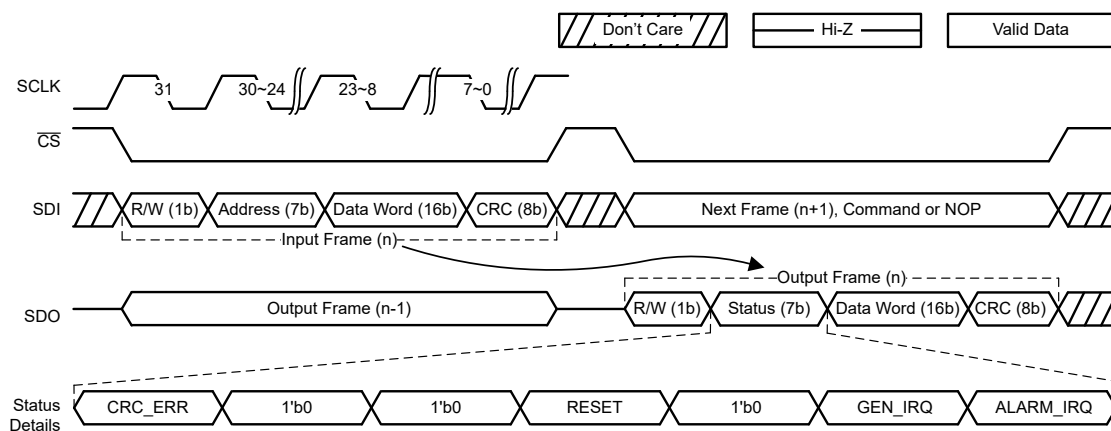 Don't Care
Hi-Z
Valid Data
SCLK
31
30~24
23~8
7~0
CS
SDI
R/W (1b)
Address (7b)
Data Word (16b)
CRC (8b)
Next Frame (n+1), Command or NOP
Input Frame (n)
Output Frame (n)
SDO
Output Frame (n-1)
R/W (1b)
Status (7b)
Data Word (16b)
CRC (8b)
Status
Details
CRC_ERR
1'b0
1'b0
RESET
1'b0
GEN_IRQ
ALARM_IRQ